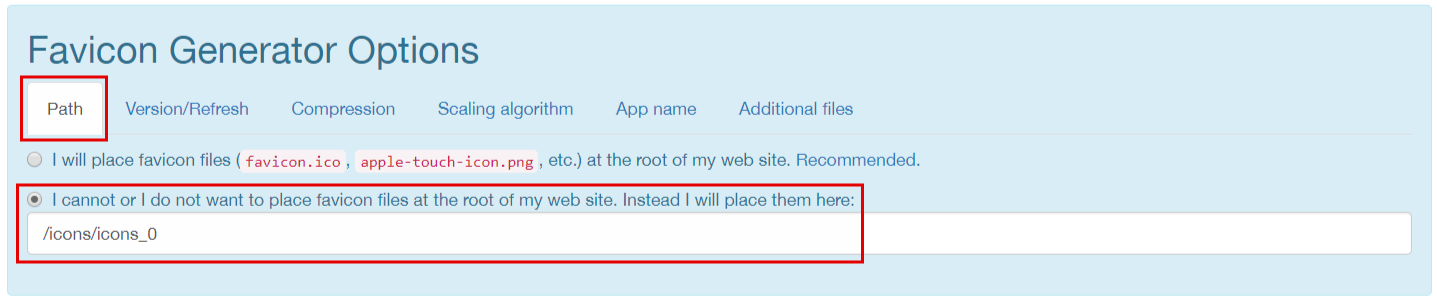 Favicon Generator Options
Path Version/Refresh Compression Scaling algorithm App name Additional files
I will place favicon files (favicon.ico, apple-touch-icon.png, etc.) at the root of my web site. Recommended.
I cannot or I do not want to place favicon files at the root of my web site. Instead I will place them here:
/icons/icons_0